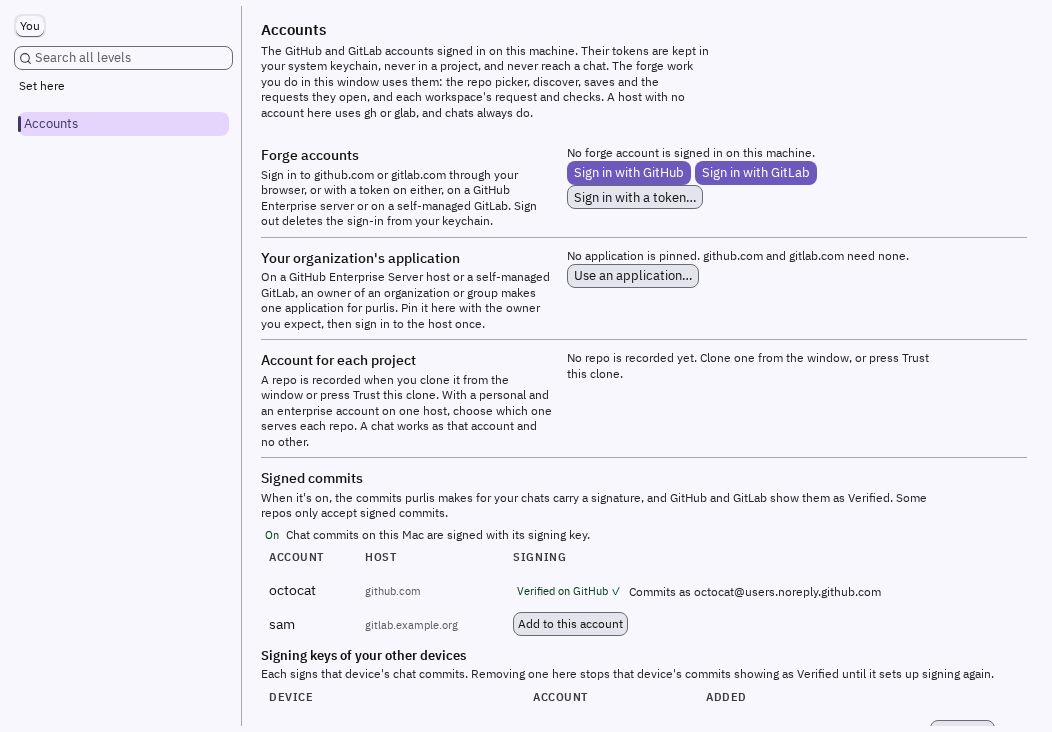 You
Search all levels
Set here
Accounts
Accounts
The GitHub and GitLab accounts signed in on this machine. Their tokens are kept in
your system keychain, never in a project, and never reach a chat. The forge work
you do in this window uses them: the repo picker, discover, saves and the
requests they open, and each workspace's request and checks. A host with no
account here uses gh or glab, and chats always do.
Forge accounts
Sign in to github.com or gitlab.com through your
browser, or with a token on either, on a GitHub
Enterprise server or on a self-managed GitLab. Sign
out deletes the sign-in from your keychain.
No forge account is signed in on this machine.
Sign in with GitHub
Sign in with GitLab
Sign in with a token…
Your organization's application
On a GitHub Enterprise Server host or a self-managed
GitLab, an owner of an organization or group makes
one application for purlis. Pin it here with the owner
you expect, then sign in to the host once.
No application is pinned. github.com and gitlab.com need none.
Use an application…
Account for each project
A repo is recorded when you clone it from the
window or press Trust this clone. With a personal and
an enterprise account on one host, choose which one
serves each repo. A chat works as that account and
no other.
No repo is recorded yet. Clone one from the window, or press Trust
this clone.
Signed commits
When it's on, the commits purlis makes for your chats carry a signature, and GitHub and GitLab show them as Verified. Some
repos only accept signed commits.
On Chat commits on this Mac are signed with its signing key.
ACCOUNT HOST SIGNING
octocat github.com Verified on GitHub ✓ Commits as octocat@users.noreply.github.com
sam gitlab.example.org Add to this account
Signing keys of your other devices
Each signs that device's chat commits. Removing one here stops that device's commits showing as Verified until it sets up signing again.
DEVICE ACCOUNT ADDED